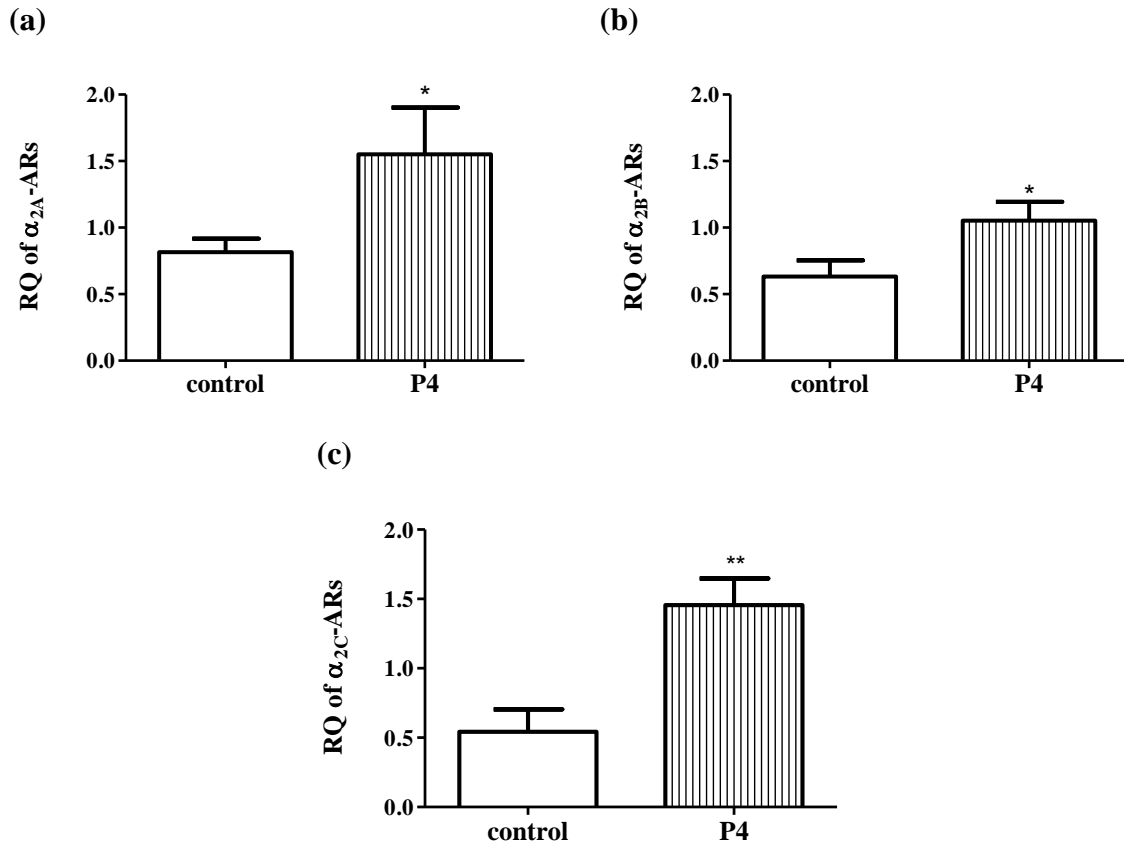 (a)
RQ of α2A-ARs
2.0
1.5
1.0
0.5
0.0
*
control
P4
(b)
RQ of α2B-ARs
2.0
1.5
1.0
0.5
0.0
*
control
P4
(c)
RQ of α2C-ARs
2.0
1.5
1.0
0.5
0.0
**
control
P4